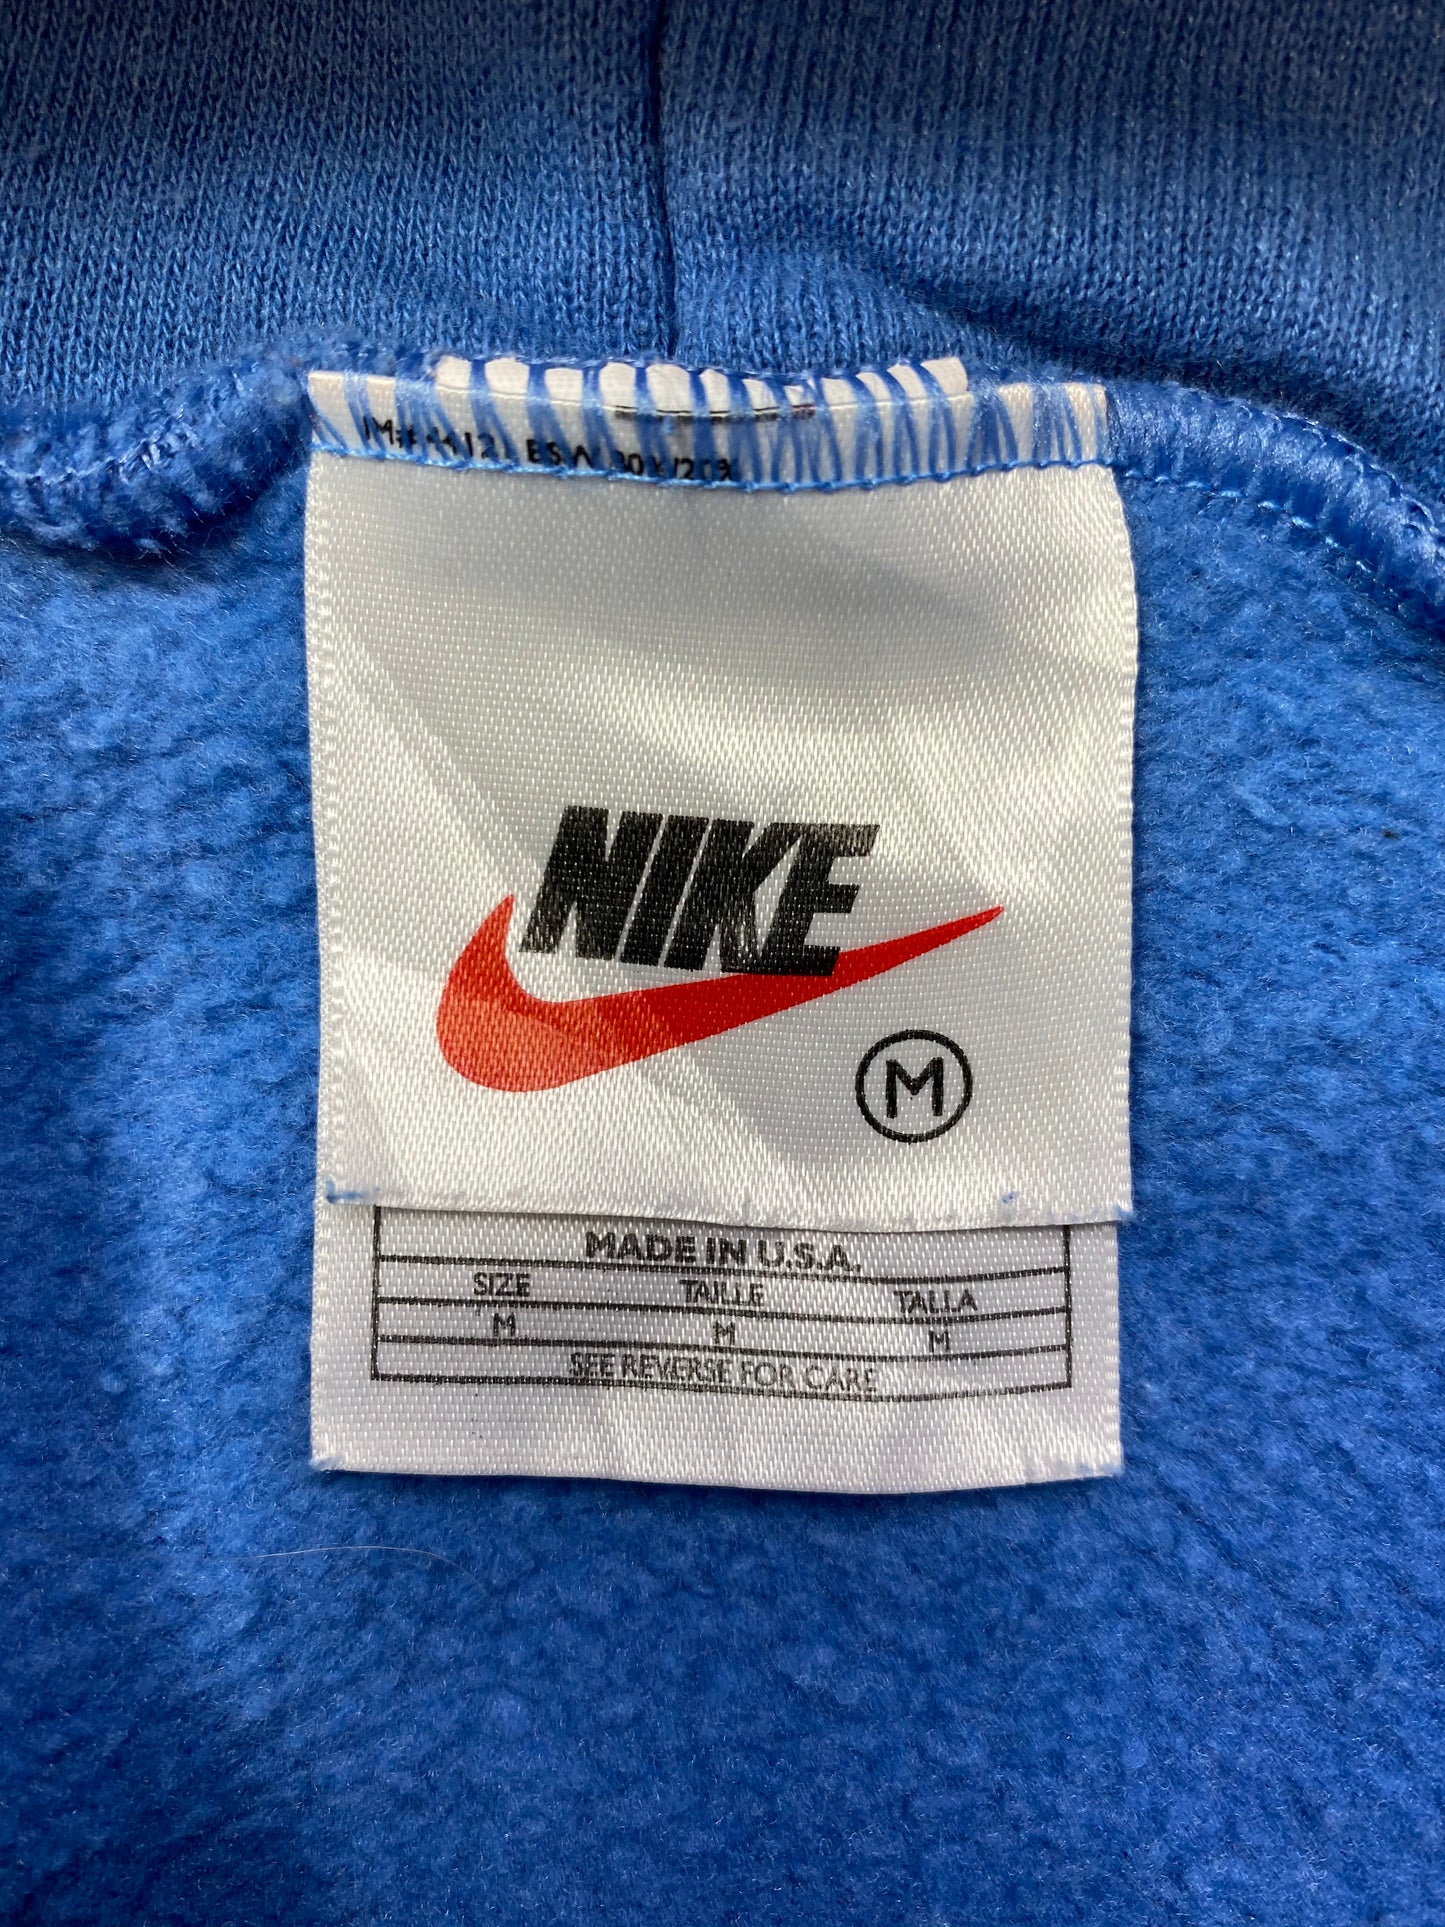 NIKE
M
MADE IN U.S.A.
SIZE TAILLE TALLA
M M M
SEE REVERSE FOR CARE